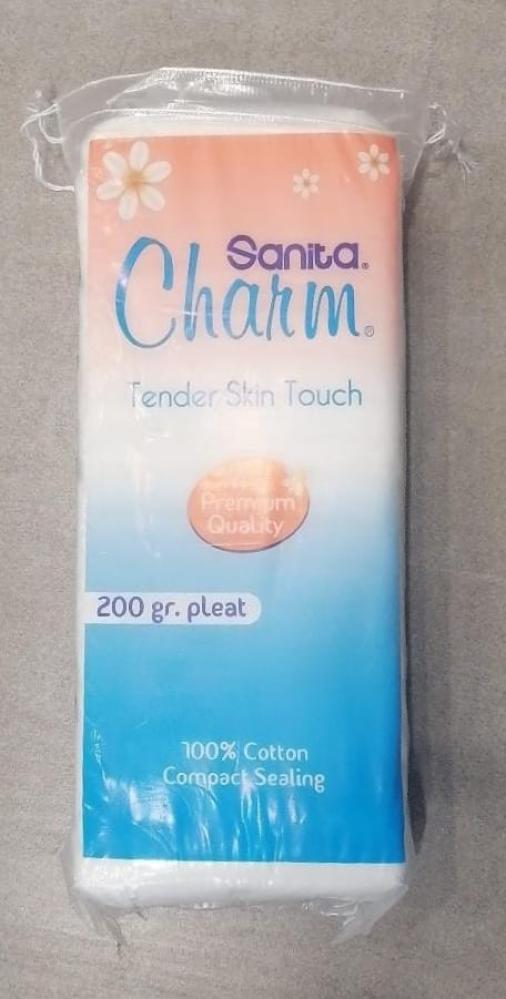 Sanita®
Charm®
Tender Skin Touch
Premium
Quality
200 gr. pleat
100% Cotton
Compact Sealing